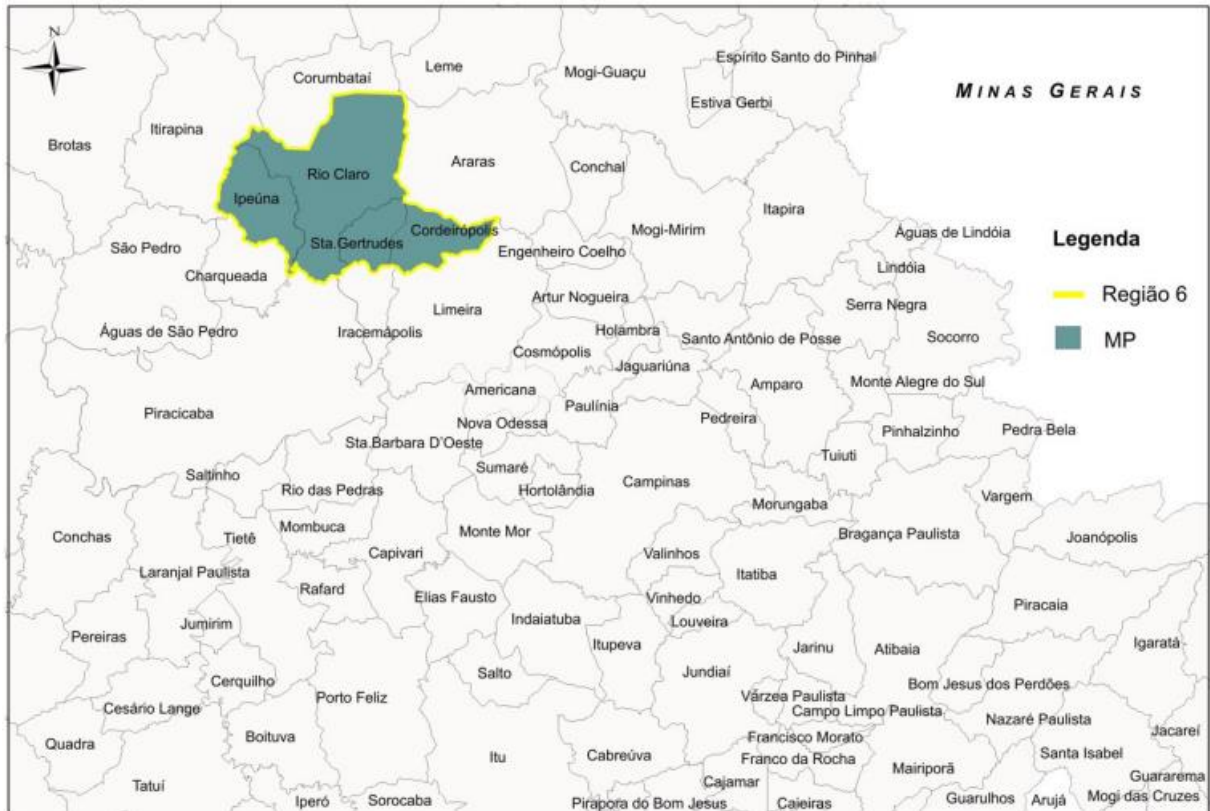 N
Espírito Santo do Pinhal
Leme
Mogi-Guaçu
Corumbataí
MINAS GERAIS
Estiva Gerbi
Itirapina
Brotas
Araras
Conchal
Rio Claro
Ipeúna
Itapira
Cordeirópolis
Mogi-Mirim
Águas de Lindóia
Legenda
São Pedro
Sta.Gertrudes
Engenheiro Coelho
Charqueada
Lindóia
Região 6
Artur Nogueira
Serra Negra
Limeira
Águas de São Pedro
Iracemápolis
Holambra
Santo Antônio de Posse
Socorro
MP
Cosmópolis
Jaguariúna
Americana
Amparo
Monte Alegre do Sul
Piracicaba
Paulínia
Pedreira
Nova Odessa
Pinhalzinho
Pedra Bela
Sta.Barbara D'Oeste
Tuiuti
Sumaré
Saltinho
Campinas
Rio das Pedras
Hortolândia
Vargem
Morungaba
Mombuca
Monte Mor
Bragança Paulista
Conchas
Tietê
Joanópolis
Capivari
Valinhos
Laranjal Paulista
Itatiba
Rafard
Elias Fausto
Vinhedo
Piracaia
Indaiatuba
Louveira
Jumirim
Pereiras
Itupeva
Jarinu
Atibaia
Igaratá
Salto
Jundiaí
Cerquilho
Bom Jesus dos Perdões
Porto Feliz
Várzea Paulista
Cesário Lange
Campo Limpo Paulista
Nazaré Paulista
Jacareí
Boituva
Francisco Morato
Quadra
Itu
Cabreúva
Franco da Rocha
Santa Isabel
Mairiporã
Guararema
Tatuí
Cajamar
Iperó
Sorocaba
Pirapora do Bom Jesus
Caieiras
Guarulhos
Arujá
Mogi das Cruzes